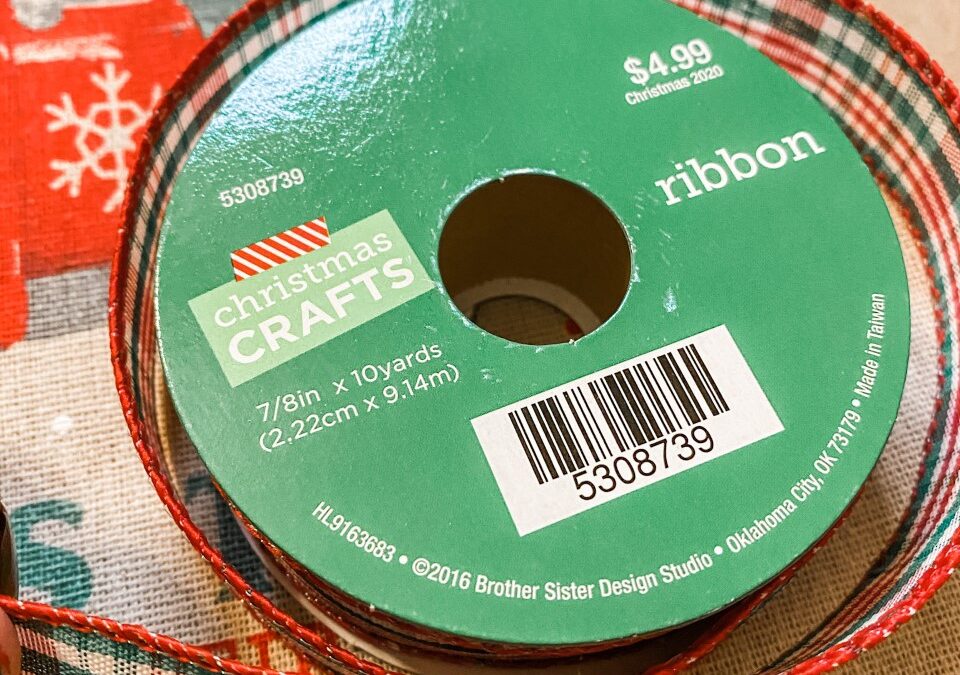 $4.99
Christmas 2020
ribbon
5308739
christmas
CRAFTS
7/8in x 10yards
(2.22cm x 9.14m)
5308739
HL9163683 • ©2016 Brother Sister Design Studio • Oklahoma City, OK 73179 • Made in Taiwan